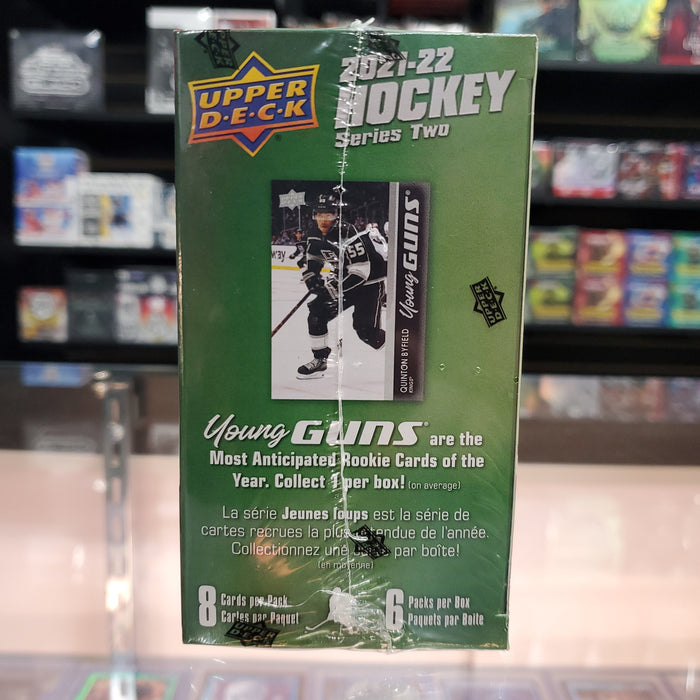 UPPER
D·E·C·K
2021-22
HOCKEY
Series Two
55
QUINTON BYFIELD
KINGS
Young GUNS
UPPER
DECK
Young GUNS® are the
Most Anticipated Rookie Cards of the
Year. Collect 1 per box! (on average)
La série Jeunes loups est la série de
cartes recrues la plus attendue de l'année.
Collectionnez une par boîte!
(en moyenne)
8 Cards per Pack
Cartes par Paquet
6 Packs per Box
Paquets par Boîte